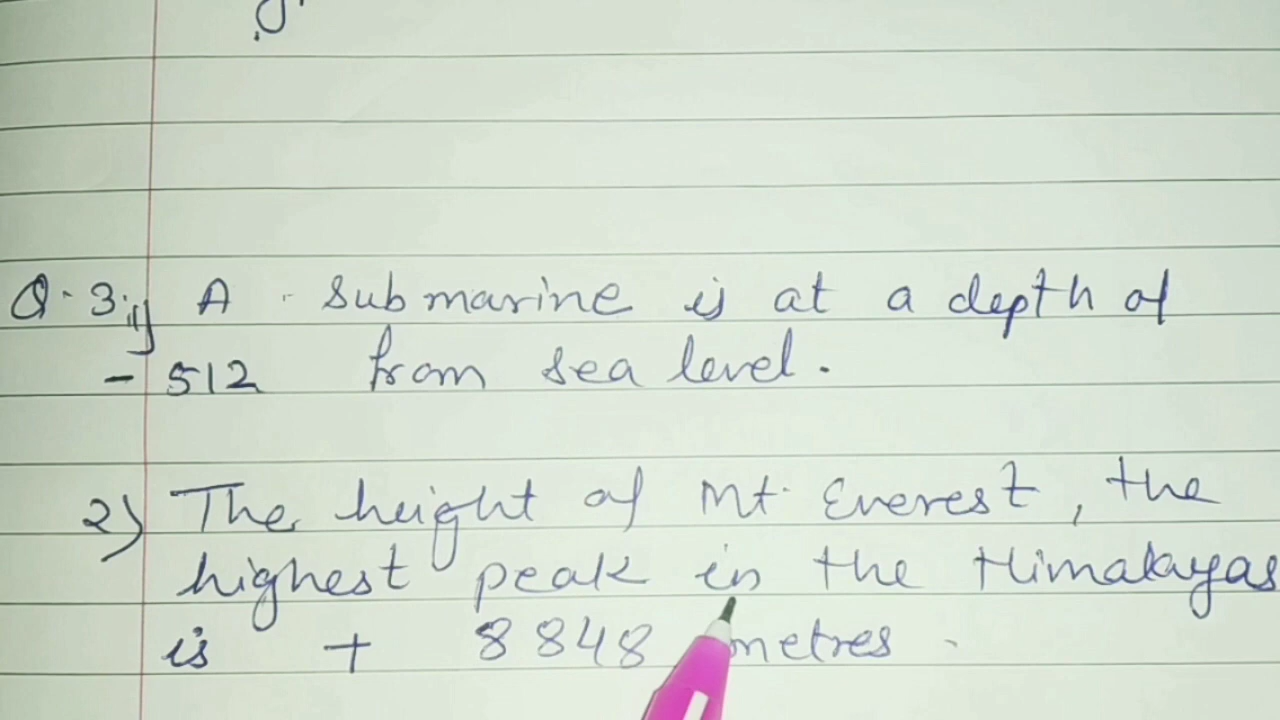 Q. 3. 1) A submarine is at a depth of
- 512 from sea level.
2) The height of Mt. Everest, the
highest peak in the Himalayas
is + 8848 metres.